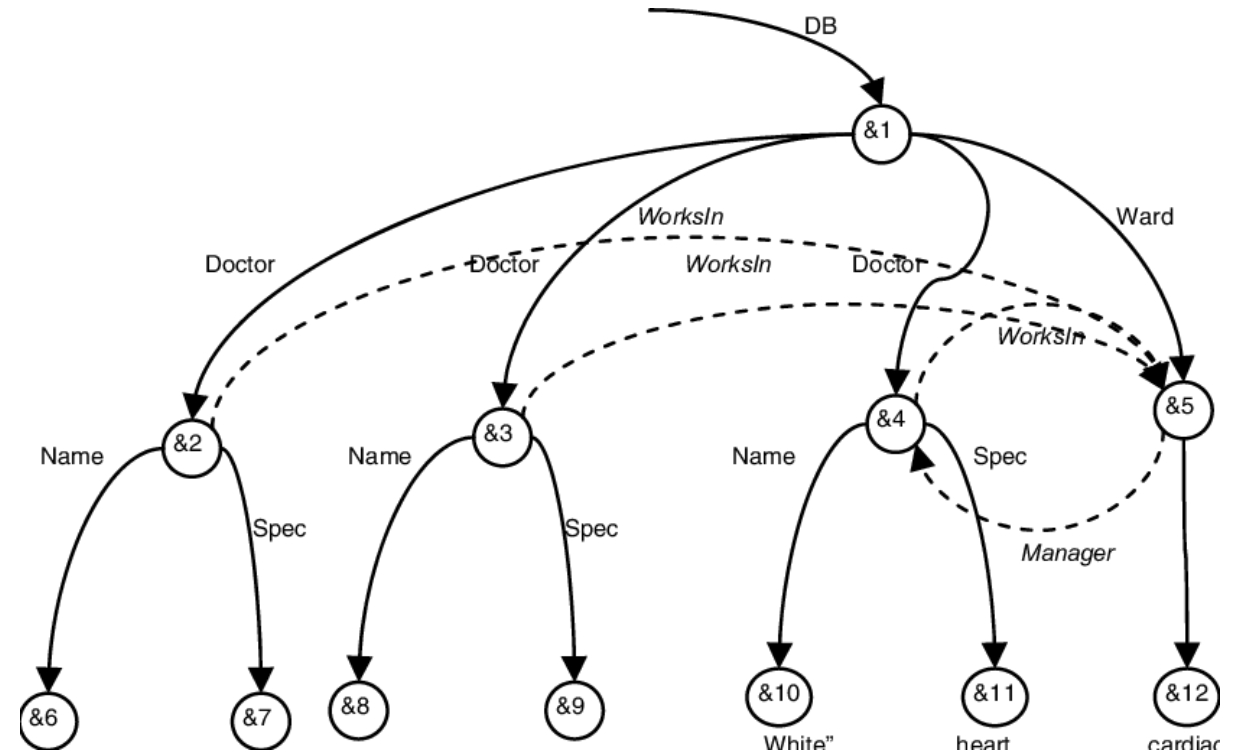 DB
&1
WorksIn
Ward
Doctor
Doctor
WorksIn
Doctor
WorksIn
&5
&2
&3
&4
Name
Name
Name
Spec
Spec
Spec
Manager
&6
&7
&8
&9
&10
&11
&12
White”
heart
cardiac